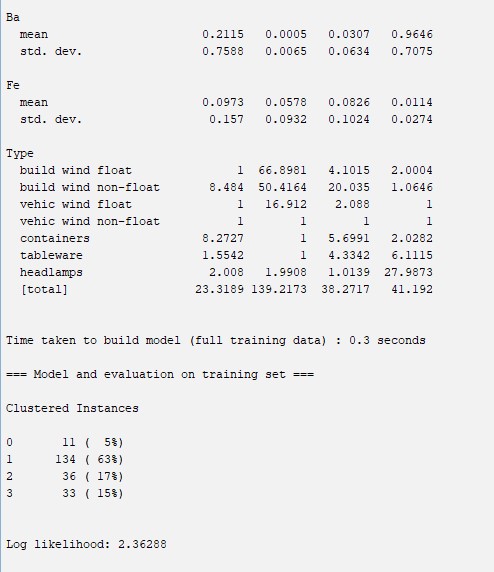 Ba
  mean                      0.2115   0.0005   0.0307   0.9646
  std. dev.                 0.7588   0.0065   0.0634   0.7075

Fe
  mean                      0.0973   0.0578   0.0826   0.0114
  std. dev.                  0.157   0.0932   0.1024   0.0274

Type
  build wind float               1  66.8981   4.1015   2.0004
  build wind non-float       8.484  50.4164   20.035   1.0646
  vehic wind float               1   16.912    2.088        1
  vehic wind non-float           1        1        1        1
  containers                8.2727        1   5.6991   2.0282
  tableware                 1.5542        1   4.3342   6.1115
  headlamps                  2.008   1.9908   1.0139  27.9873
  [total]                  23.3189 139.2173  38.2717   41.192

Time taken to build model (full training data) : 0.3 seconds

=== Model and evaluation on training set ===

Clustered Instances

0       11 (  5%)
1      134 ( 63%)
2       36 ( 17%)
3       33 ( 15%)

Log likelihood: 2.36288